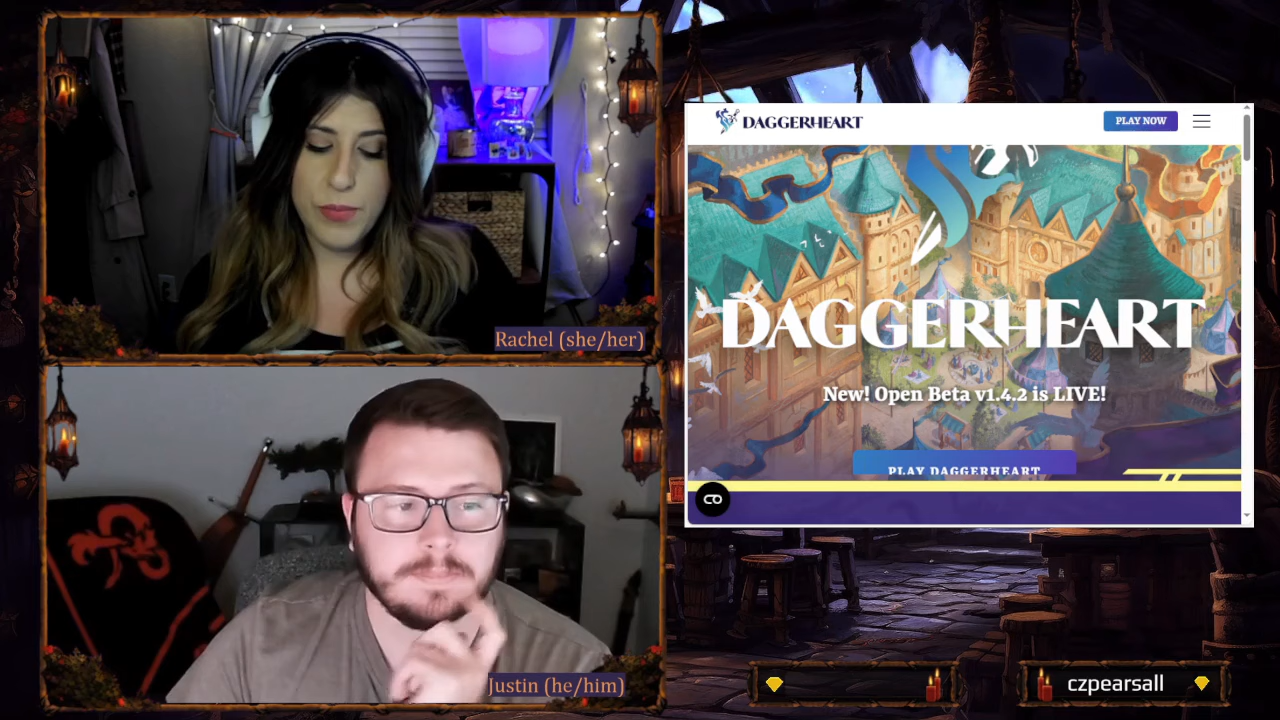 Rachel (she/her)
Justin (he/him)
DAGGERHEART
PLAY NOW
DAGGERHEART
New! Open Beta v1.4.2 is LIVE!
PLAY DAGGERHEART
czpearsall